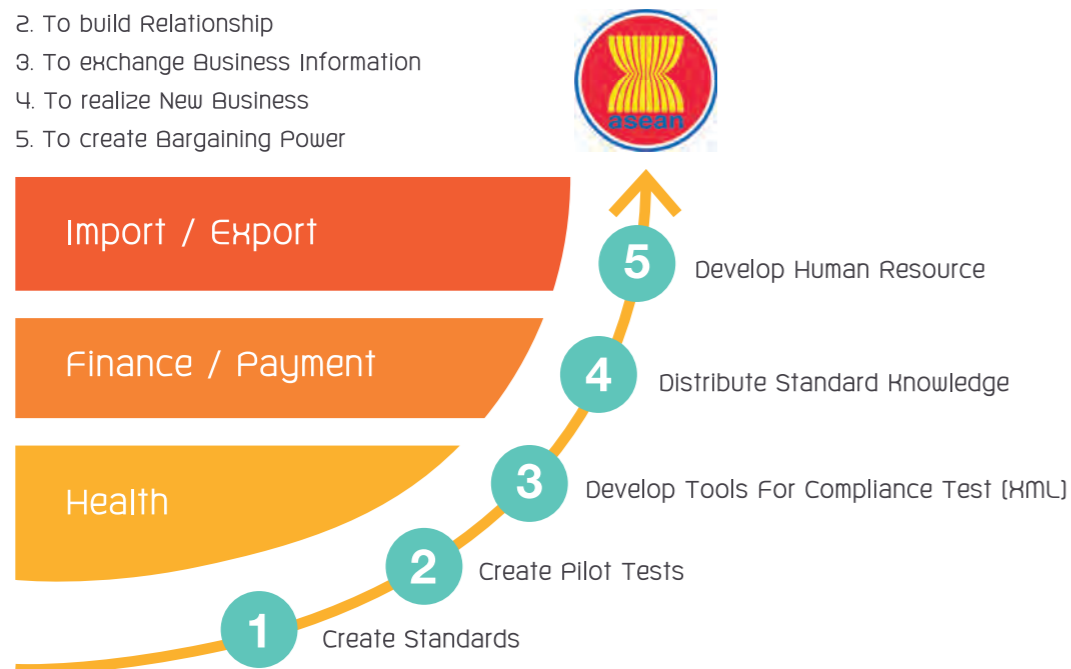 2. To build Relationship
3. To exchange Business Information
4. To realize New Business
5. To create Bargaining Power
asean
Import / Export
Finance / Payment
Health
5
Develop Human Resource
4
Distribute Standard Knowledge
3
Develop Tools For Compliance Test (XML)
2
Create Pilot Tests
1
Create Standards